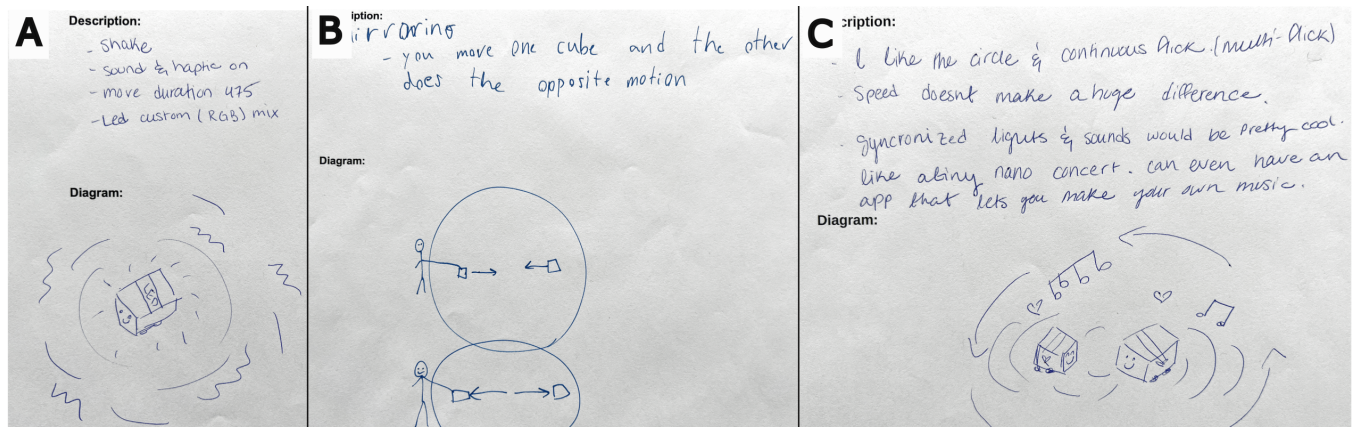 A
Description:
- Shake
- sound & haptic on
- move duration 475
- Led custom (RGB) mix
Diagram:
LED
B
iption:
irroring
- you move one cube and the other
does the opposite motion
Diagram:
C
cription:
- I like the circle & continuous flick. (multi-flick)
- Speed doesnt make a huge difference.
- Syncronized lights & sounds would be pretty cool.
like a tiny nano concert. can even have an
app that lets you make your own music.
Diagram: